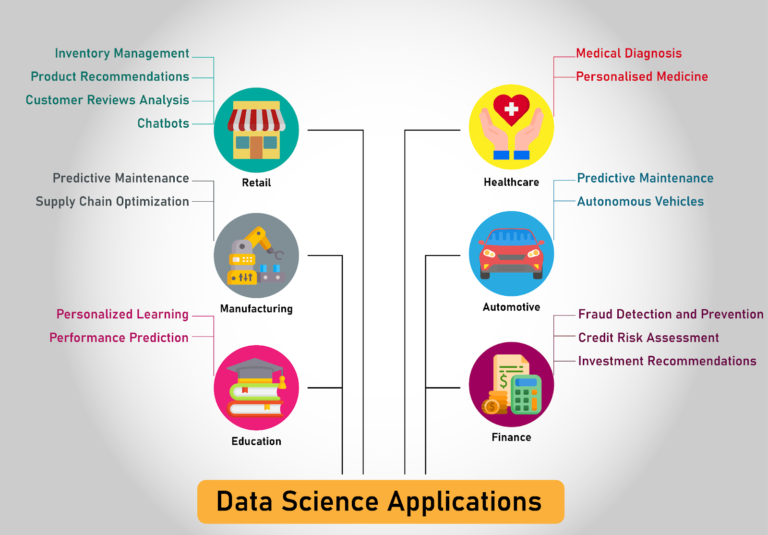 Inventory Management
Product Recommendations
Customer Reviews Analysis
Chatbots
Retail
Predictive Maintenance
Supply Chain Optimization
Manufacturing
Personalized Learning
Performance Prediction
Education
Medical Diagnosis
Personalised Medicine
Healthcare
Predictive Maintenance
Autonomous Vehicles
Automotive
Fraud Detection and Prevention
Credit Risk Assessment
Investment Recommendations
$
$
Finance
Data Science Applications